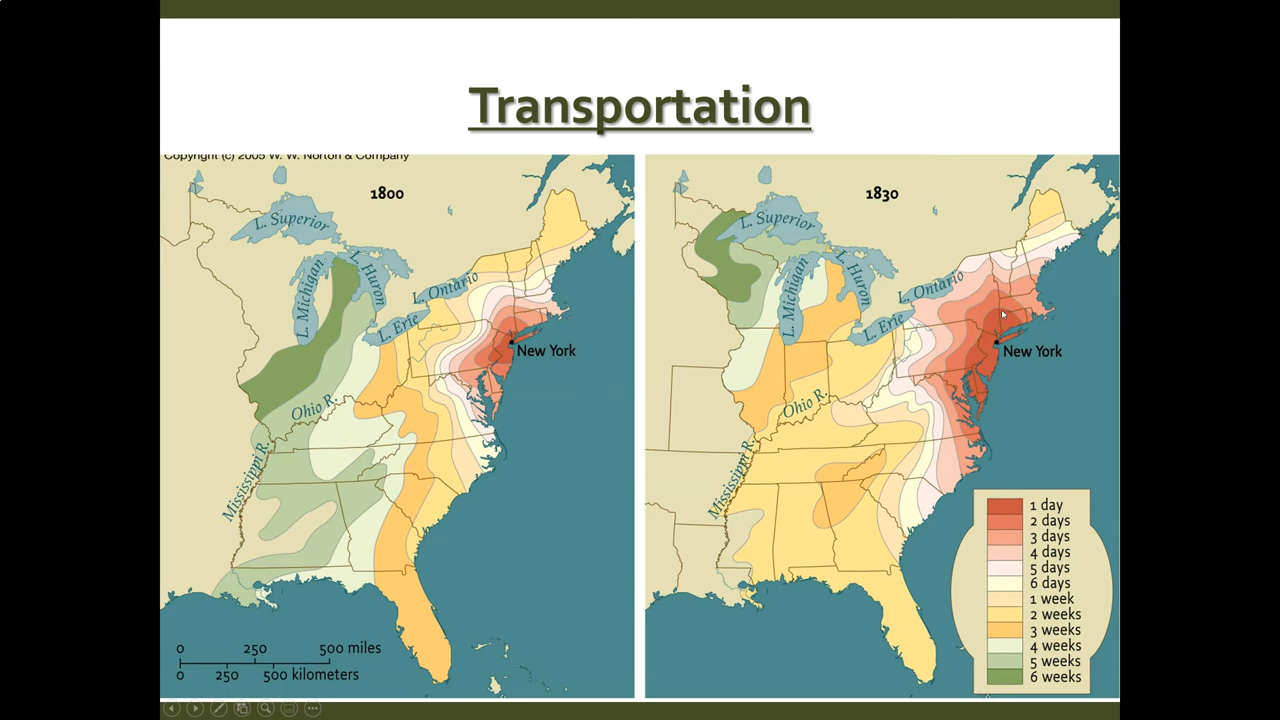 Transportation
Copyright (c) 2005 W. W. Norton & Company
1800
L. Superior
L. Michigan
L. Huron
L. Ontario
L. Erie
New York
Ohio R.
Mississippi R.
0 250 500 miles
0 250 500 kilometers
1830
L. Superior
L. Michigan
L. Huron
L. Ontario
L. Erie
New York
Ohio R.
Mississippi R.
1 day
2 days
3 days
4 days
5 days
6 days
1 week
2 weeks
3 weeks
4 weeks
5 weeks
6 weeks